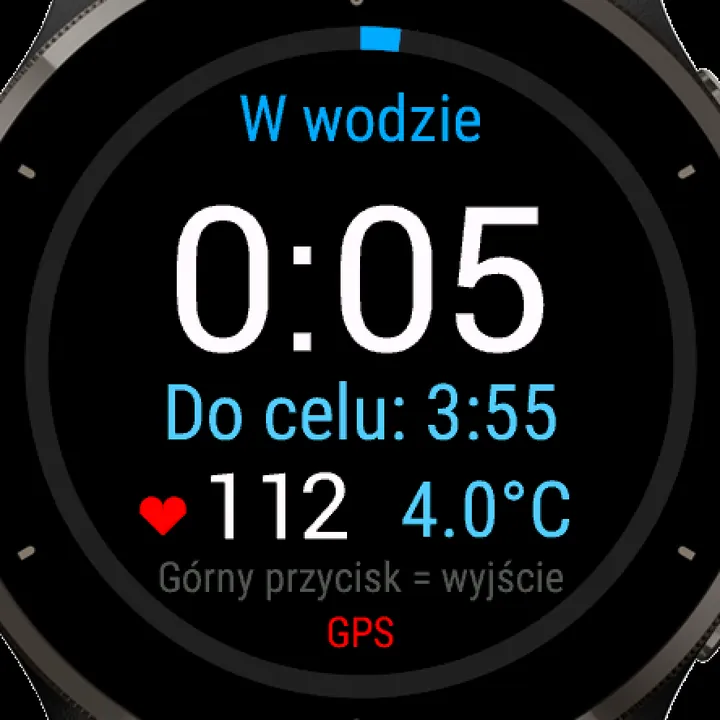 W wodzie
0:05
Do celu: 3:55
112 4.0°C
Górny przycisk = wyjście
GPS